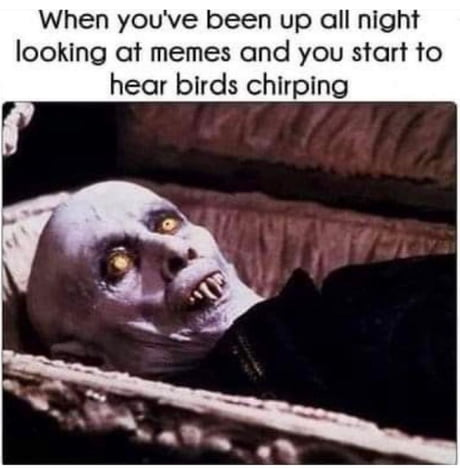 When you've been up all night
looking at memes and you start to
hear birds chirping